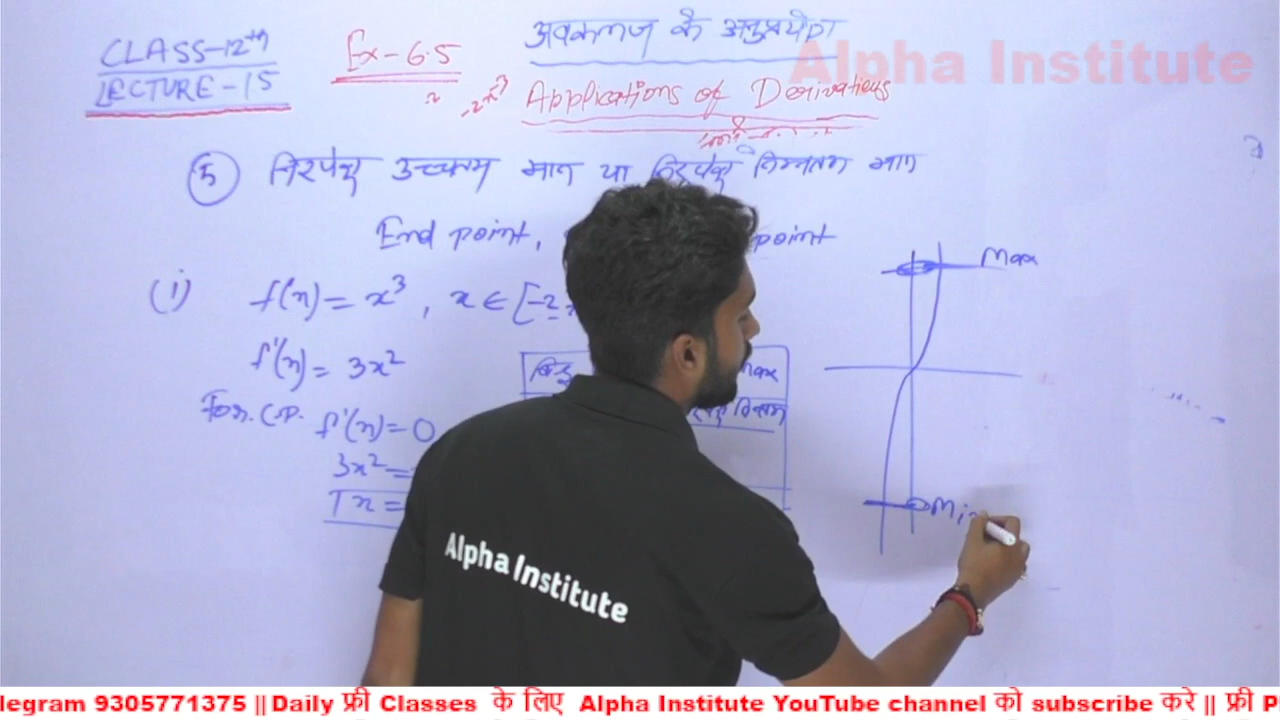 CLASS-12th
LECTURE-15
Ex-6.5
अवकलज के अनुप्रयोग
Alpha Institute
Applications of Derivatives
5 निरपेक्ष उच्चतम मान या निरपेक्ष निम्नतम मान
End point, point
(i) f(x) = x³, x ∈ [-2
f'(x) = 3x²
For. C.P. f'(x) = 0
3x² =
x =
Max
Min
Alpha Institute
legram 9305771375 || Daily फ्री Classes के लिए Alpha Institute YouTube channel को subscribe करे || फ्री P